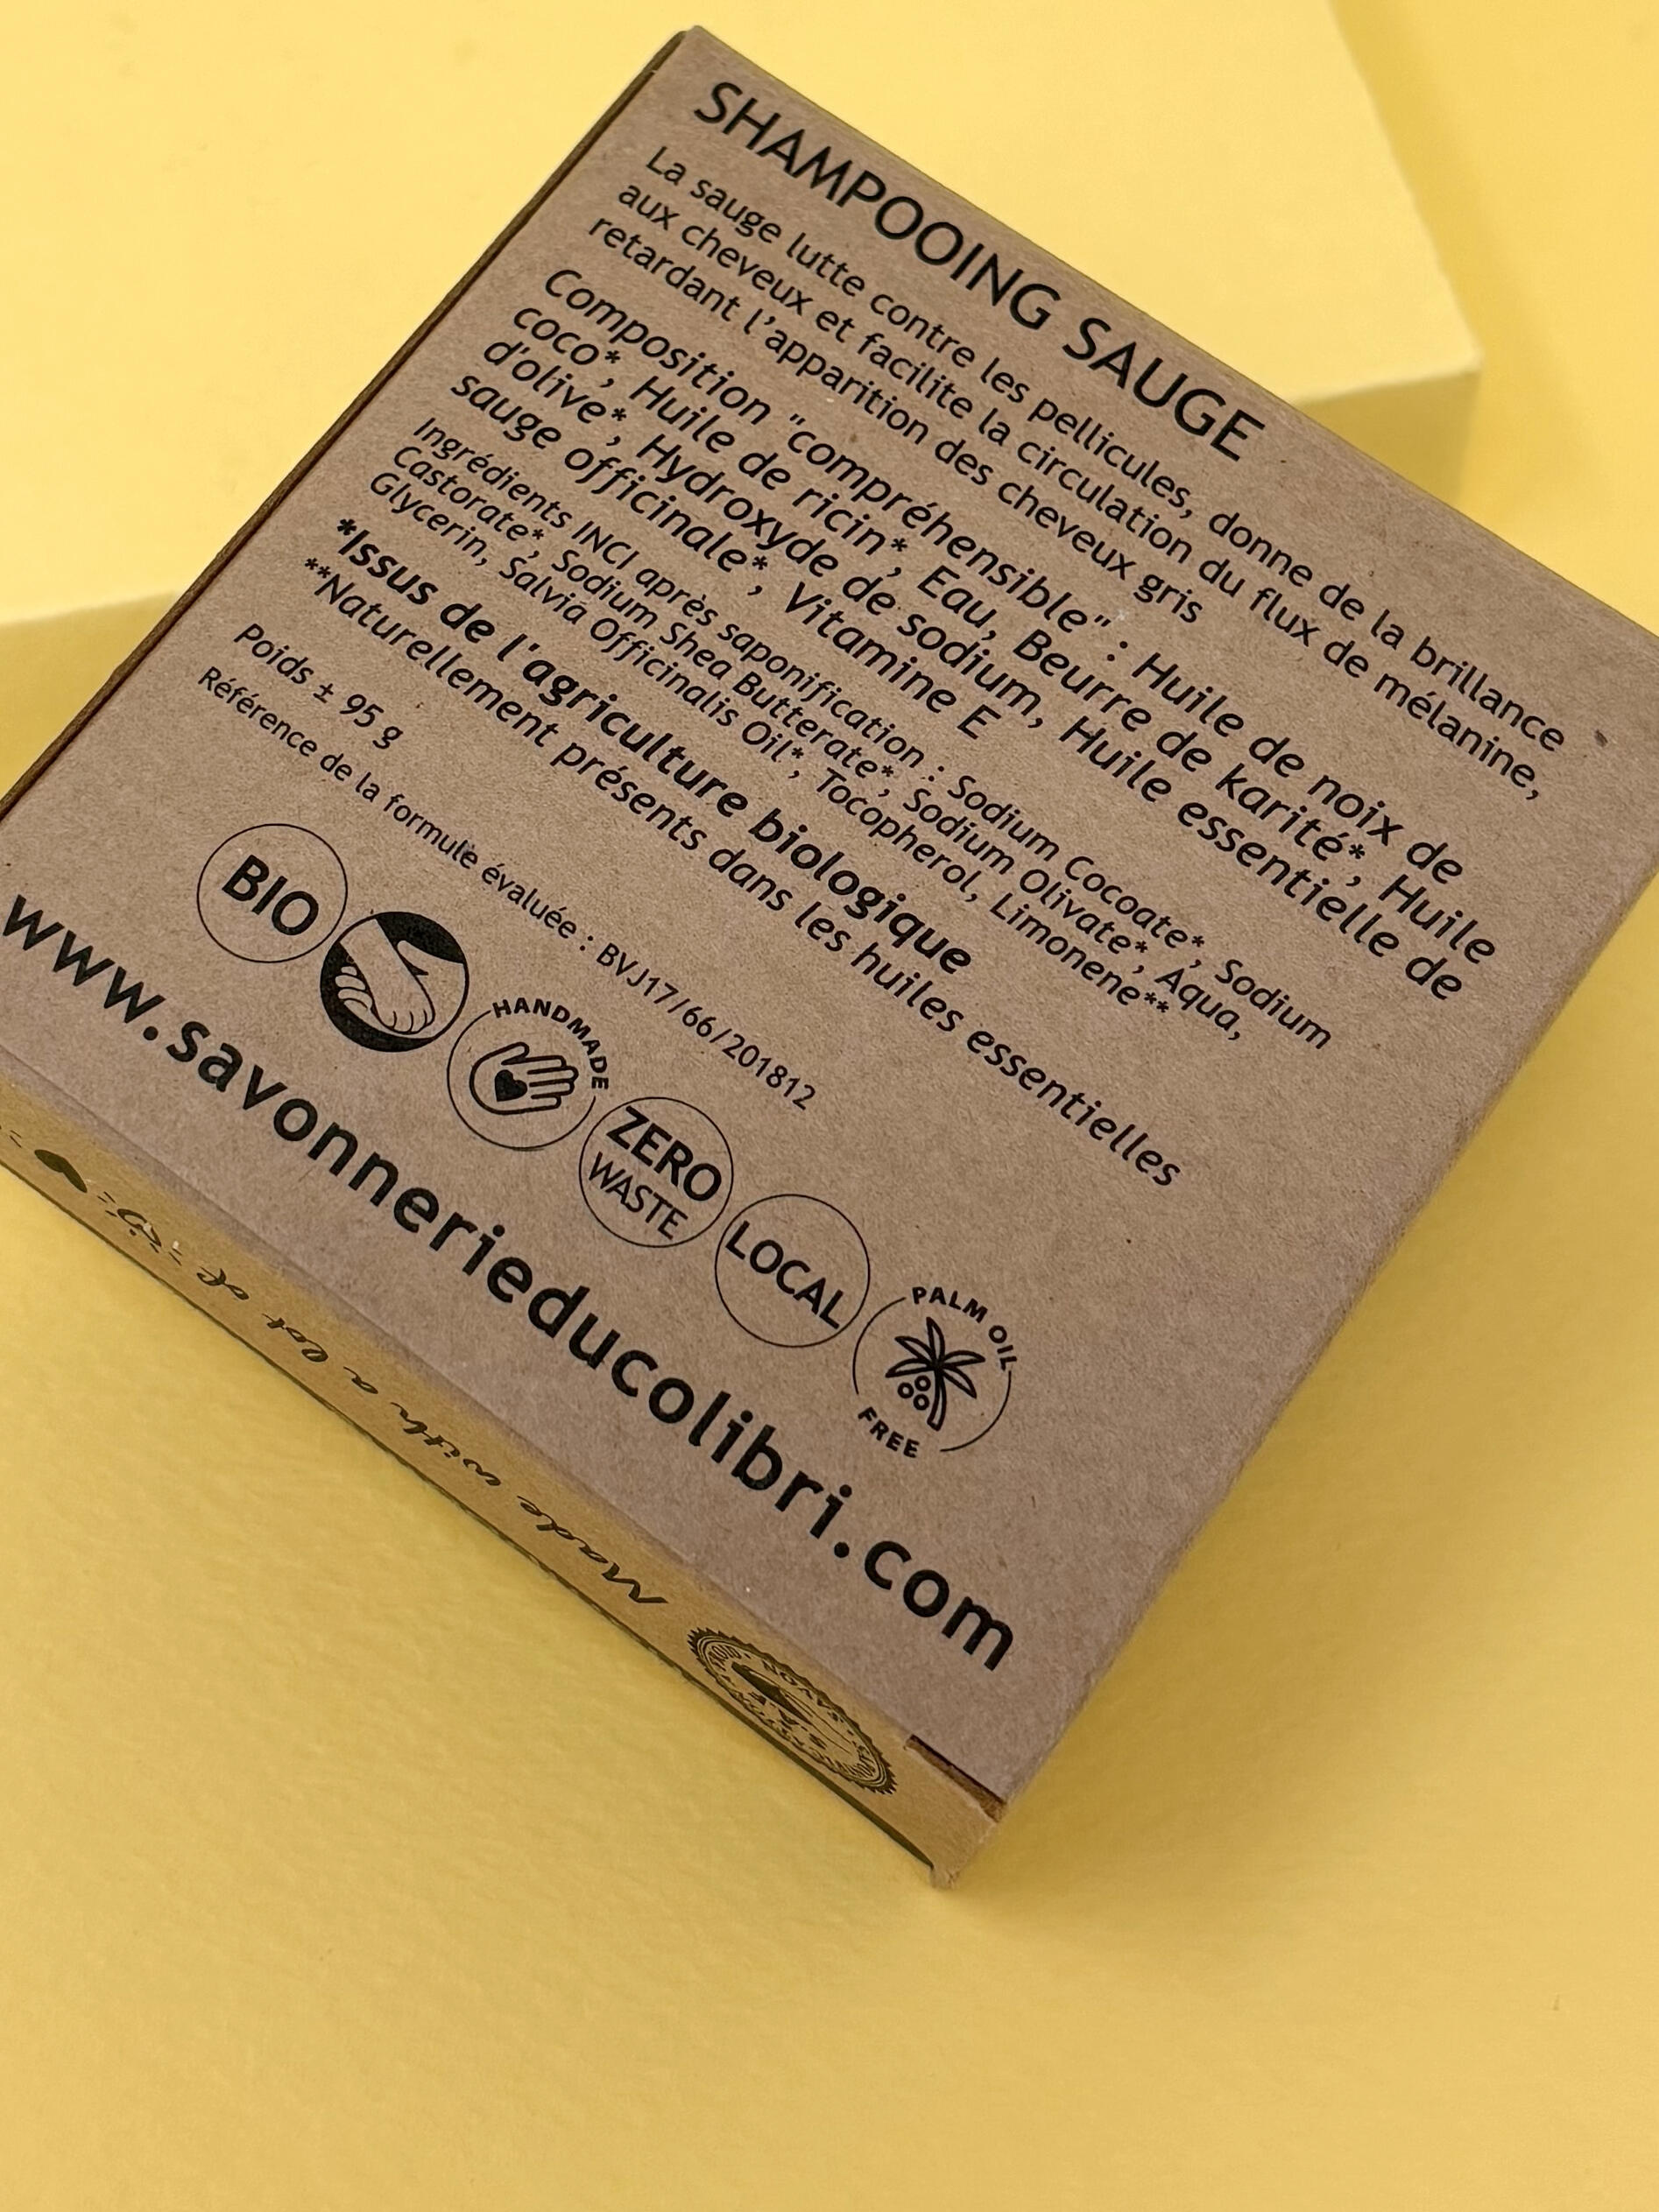 SHAMPOOING SAUGE
La sauge lutte contre les pellicules, donne de la brillance
aux cheveux et facilite la circulation du flux de mélanine,
retardant l'apparition des cheveux gris
Composition "compréhensible" : Huile de noix de
coco*, Huile de ricin*, Eau, Beurre de karité*, Huile
d'olive*, Hydroxyde de sodium, Huile essentielle de
sauge officinale*, Vitamine E
Ingrédients INCI après saponification : Sodium Cocoate*, Sodium
Castorate*, Sodium Shea Butterate*, Sodium Olivate*, Aqua,
Glycerin, Salvia Officinalis Oil*, Tocopherol, Limonene**
*Issus de l'agriculture biologique
**Naturellement présents dans les huiles essentielles
Poids ± 95 g
Référence de la formule évaluée : BVJ17/66/201812
BIO
HANDMADE
ZERO
WASTE
LOCAL
PALM OIL
FREE
www.savonnerieducolibri.com
Made with a lot of